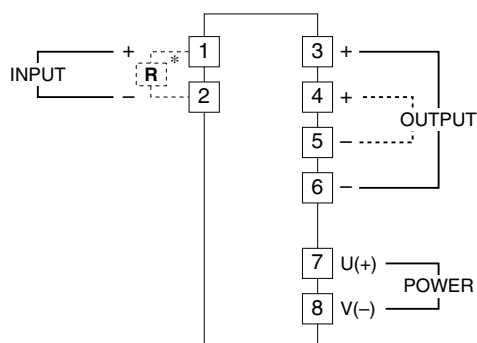 INPUT
+
R
*
–
1
2
3 +
4 +
5 –
6 –
OUTPUT
7 U(+)
8 V(–)
POWER